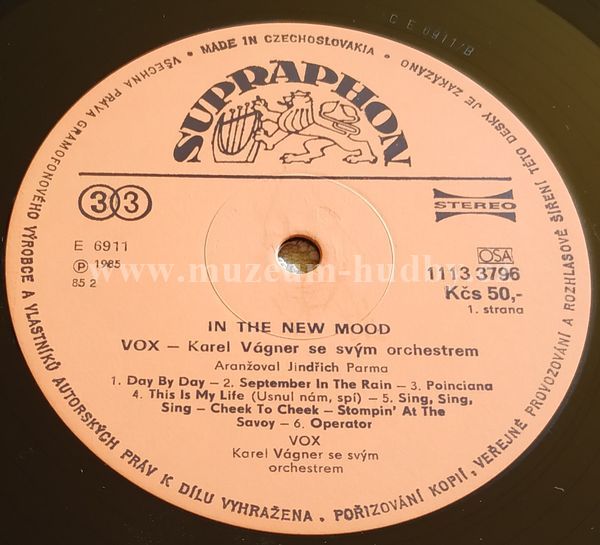 C E 6911/B
VŠECHNA PRÁVA GRAMOFONOVÉHO VÝROBCE A VLASTNÍKŮ AUTORSKÝCH PRÁV K DÍLU VYHRAŽENA • POŘIZOVÁNÍ KOPIÍ, VEŘEJNÉ PROVOZOVÁNÍ A ROZHLASOVÉ ŠÍŘENÍ TÉTO DESKY JE ZAKÁZÁNO • MADE IN CZECHOSLOVAKIA •
SUPRAPHON
33
STEREO
E 6911
Ⓟ 1985
85 2
OSA
1113 3796
Kčs 50,-
1. strana
IN THE NEW MOOD
VOX – Karel Vágner se svým orchestrem
Aranžoval Jindřich Parma
1. Day By Day – 2. September In The Rain – 3. Poinciana
4. This Is My Life (Usnul nám, spí) – 5. Sing, Sing,
Sing – Cheek To Cheek – Stompin' At The
Savoy – 6. Operator
VOX
Karel Vágner se svým
orchestrem